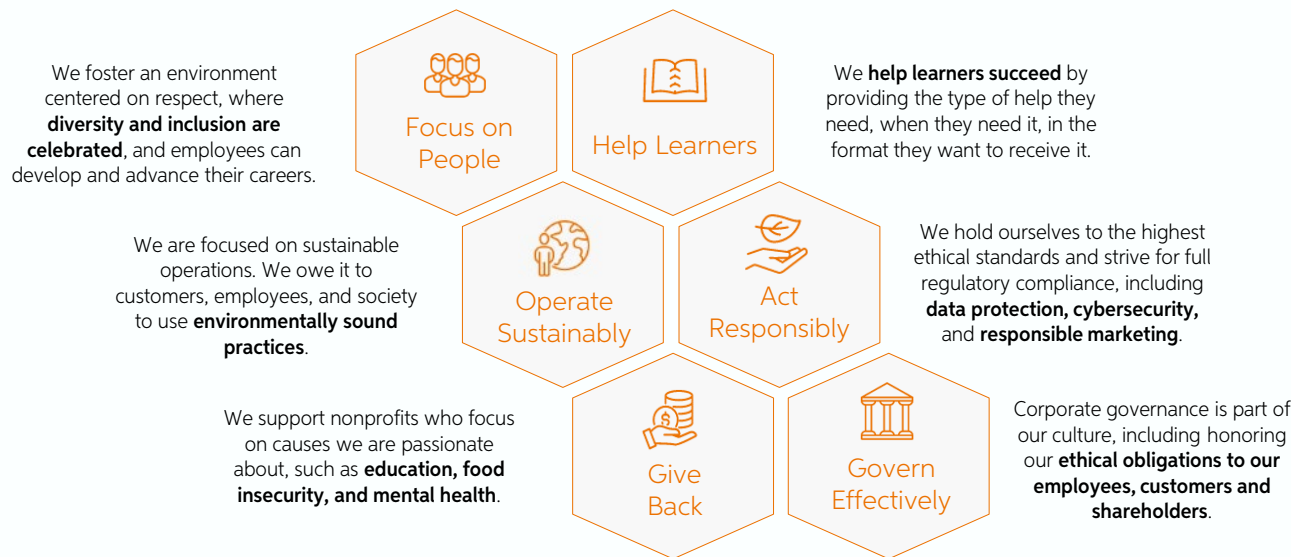 We foster an environment
centered on respect, where
diversity and inclusion are
celebrated, and employees can
develop and advance their careers.
Focus on
People
Help Learners
We help learners succeed by
providing the type of help they
need, when they need it, in the
format they want to receive it.
We are focused on sustainable
operations. We owe it to
customers, employees, and society
to use environmentally sound
practices.
Operate
Sustainably
Act
Responsibly
We hold ourselves to the highest
ethical standards and strive for full
regulatory compliance, including
data protection, cybersecurity,
and responsible marketing.
We support nonprofits who focus
on causes we are passionate
about, such as education, food
insecurity, and mental health.
$
Give
Back
Govern
Effectively
Corporate governance is part of
our culture, including honoring
our ethical obligations to our
employees, customers and
shareholders.